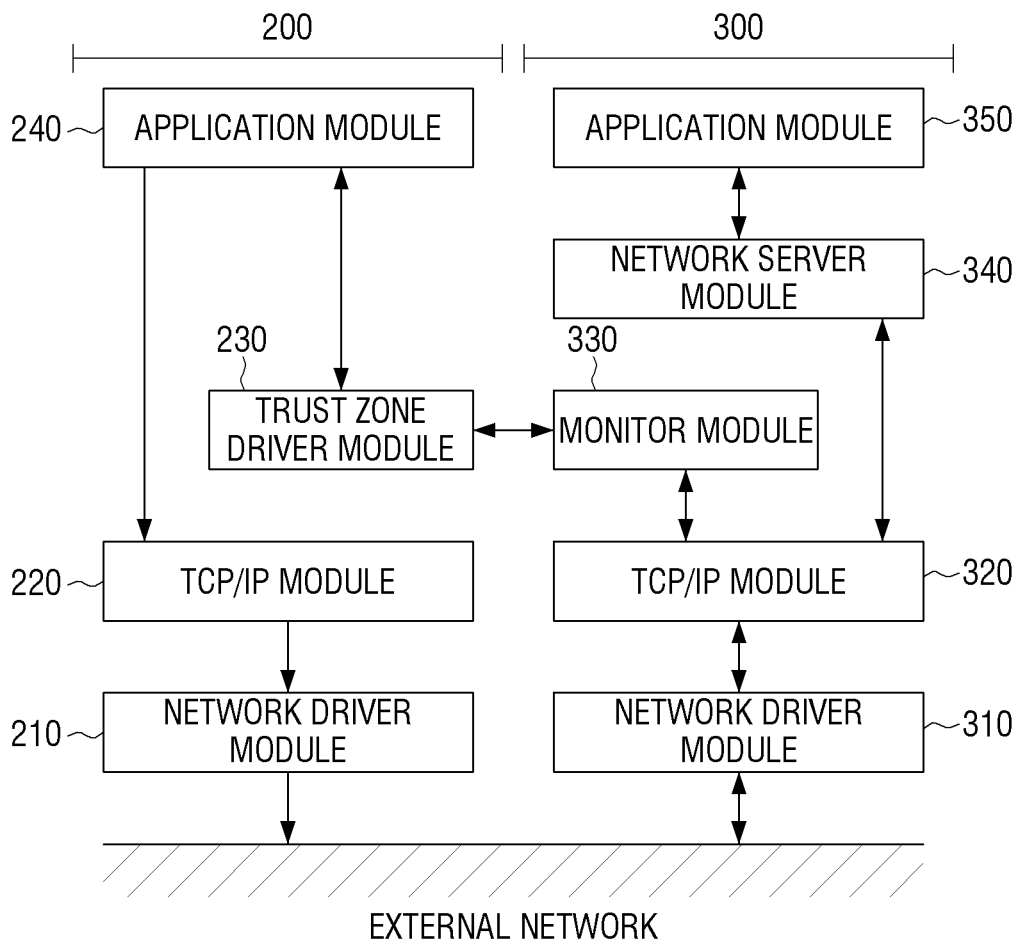 200
300
240
APPLICATION MODULE
APPLICATION MODULE
350
NETWORK SERVER
MODULE
340
230
330
TRUST ZONE
DRIVER MODULE
MONITOR MODULE
220
TCP/IP MODULE
TCP/IP MODULE
320
210
NETWORK DRIVER
MODULE
NETWORK DRIVER
MODULE
310
EXTERNAL NETWORK